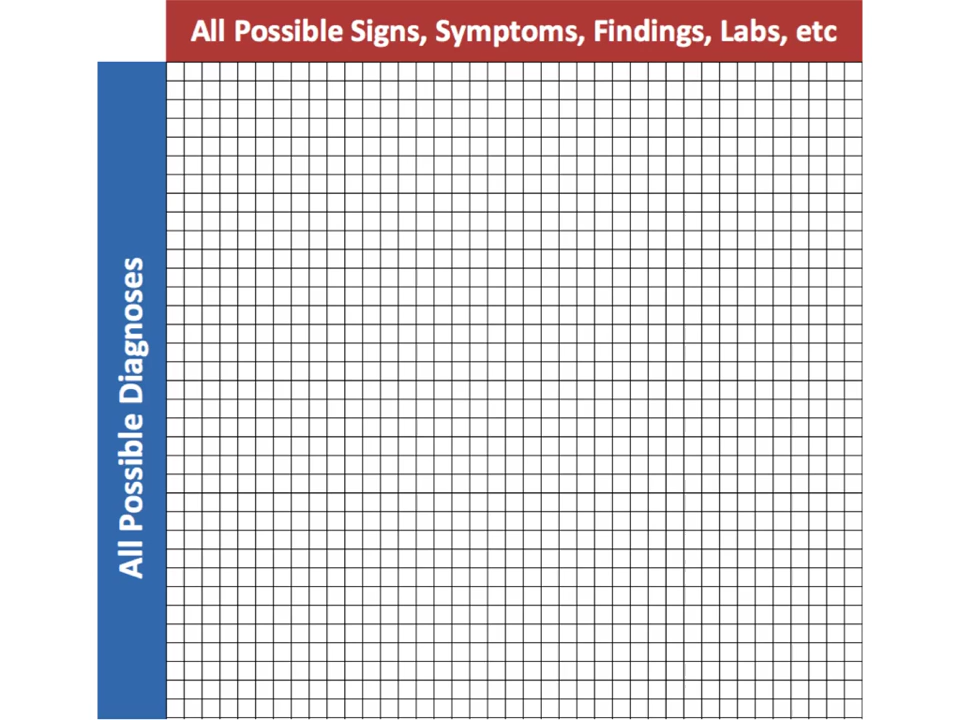 All Possible Signs, Symptoms, Findings, Labs, etc
All Possible Diagnoses